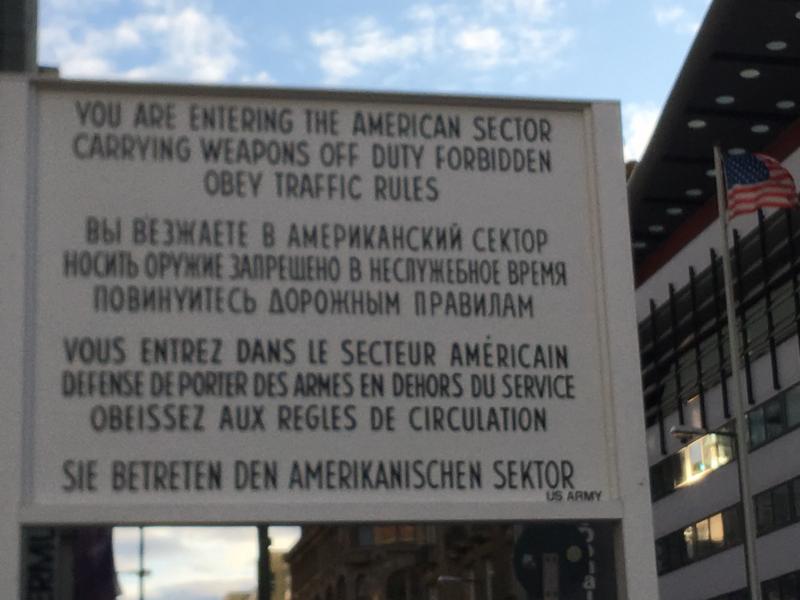 YOU ARE ENTERING THE AMERICAN SECTOR
CARRYING WEAPONS OFF DUTY FORBIDDEN
OBEY TRAFFIC RULES
ВЫ ВЪЕЗЖАЕТЕ В АМЕРИКАНСКИЙ СЕКТОР
НОСИТЬ ОРУЖИЕ ЗАПРЕЩЕНО В НЕСЛУЖЕБНОЕ ВРЕМЯ
ПОВИНУЙТЕСЬ ДОРОЖНЫМ ПРАВИЛАМ
VOUS ENTREZ DANS LE SECTEUR AMÉRICAIN
DEFENSE DE PORTER DES ARMES EN DEHORS DU SERVICE
OBEISSEZ AUX REGLES DE CIRCULATION
SIE BETRETEN DEN AMERIKANISCHEN SEKTOR
US ARMY